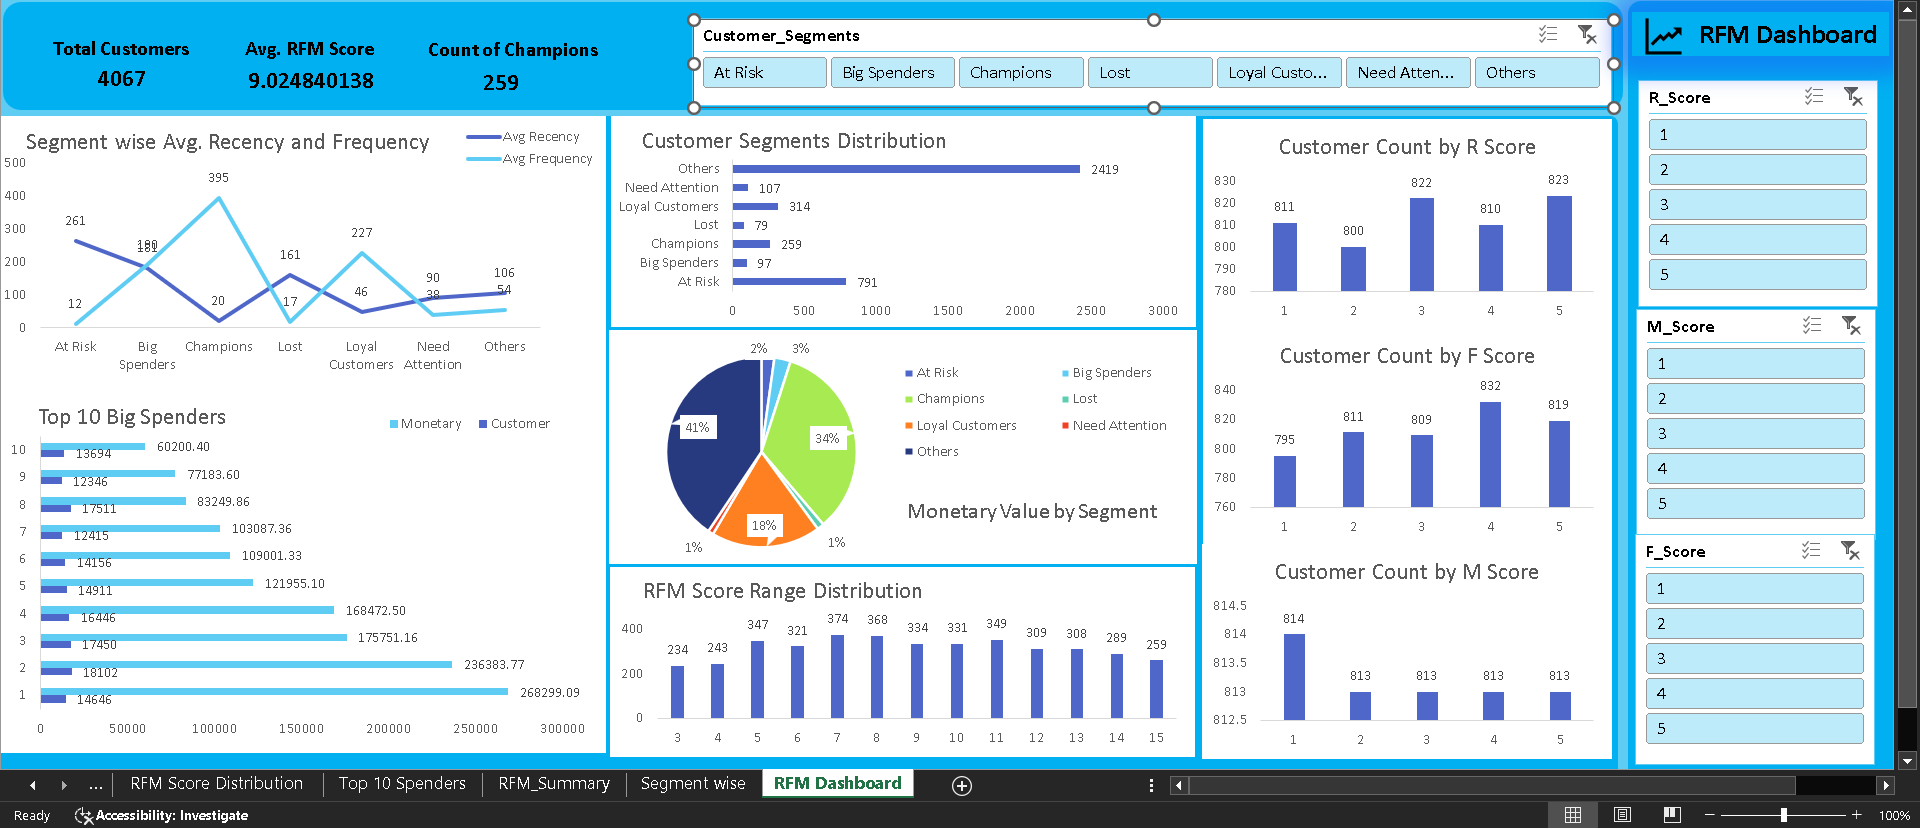 Total Customers
4067
Avg. RFM Score
9.024840138
Count of Champions
259
Customer_Segments
At Risk
Big Spenders
Champions
Lost
Loyal Custo...
Need Atten...
Others
RFM Dashboard
R_Score
1
2
3
4
5
M_Score
1
2
3
4
5
F_Score
1
2
3
4
5
Segment wise Avg. Recency and Frequency
Avg Recency
Avg Frequency
500
400
300
200
100
0
261
12
180
181
395
20
161
17
227
46
90
38
106
54
At Risk
Big
Spenders
Champions
Lost
Loyal
Customers
Need
Attention
Others
Top 10 Big Spenders
Monetary
Customer
10
60200.40
13694
9
77183.60
12346
8
83249.86
17511
7
103087.36
12415
6
109001.33
14156
5
121955.10
14911
4
168472.50
16446
3
175751.16
17450
2
236383.77
18102
1
268299.09
14646
0 50000 100000 150000 200000 250000 300000
Customer Segments Distribution
Others 2419
Need Attention 107
Loyal Customers 314
Lost 79
Champions 259
Big Spenders 97
At Risk 791
0 500 1000 1500 2000 2500 3000
2% 3%
41%
34%
18%
1%
1%
At Risk
Big Spenders
Champions
Lost
Loyal Customers
Need Attention
Others
Monetary Value by Segment
RFM Score Range Distribution
400
200
0
234 243 347 321 374 368 334 331 349 309 308 289 259
3 4 5 6 7 8 9 10 11 12 13 14 15
Customer Count by R Score
830
820
810
800
790
780
811 800 822 810 823
1 2 3 4 5
Customer Count by F Score
840
820
800
780
760
795 811 809 832 819
1 2 3 4 5
Customer Count by M Score
814.5
814
813.5
813
812.5
814 813 813 813 813
1 2 3 4 5
... RFM Score Distribution Top 10 Spenders RFM_Summary Segment wise RFM Dashboard
Ready Accessibility: Investigate 100%